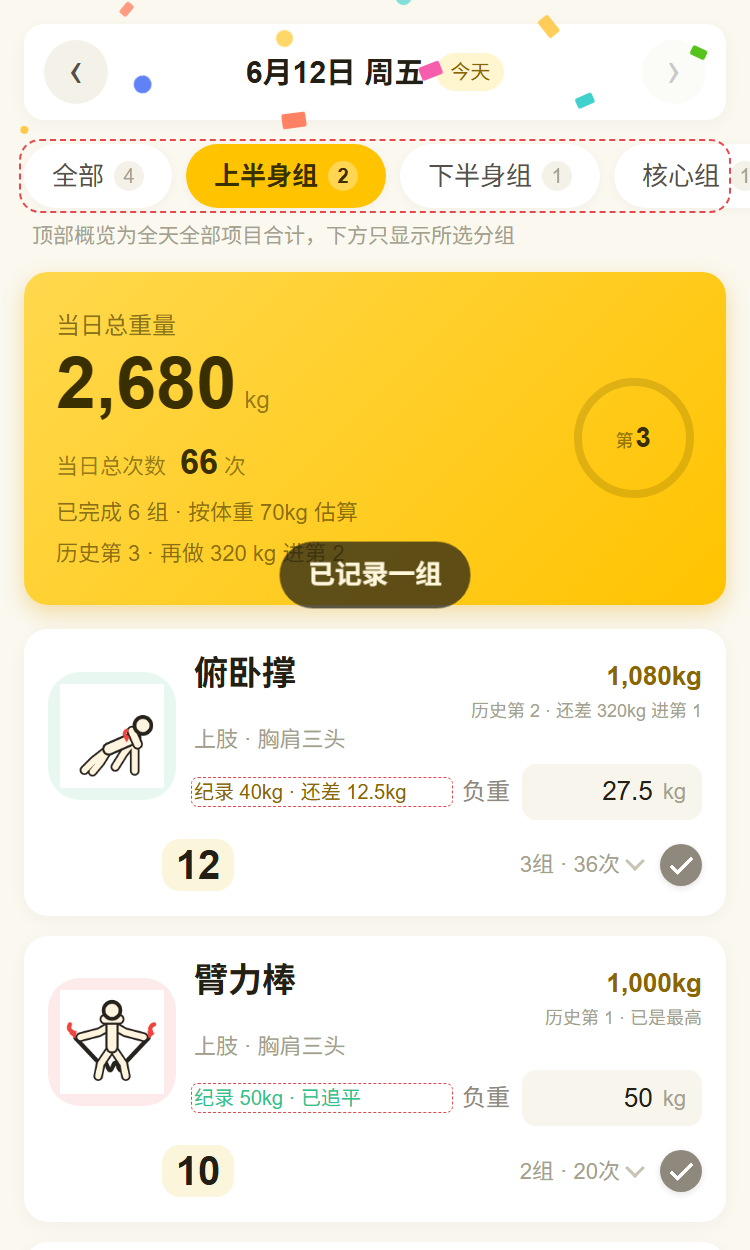 ‹ 6月12日 周五 今天 ›
全部 4 上半身组 2 下半身组 1 核心组 1
顶部概览为全天全部项目合计，下方只显示所选分组
当日总重量
2,680 kg
第3
当日总次数 66 次
已完成 6 组 · 按体重 70kg 估算
历史第 3 · 再做 320 kg 进第 2
已记录一组
俯卧撑
1,080kg
历史第 2 · 还差 320kg 进第 1
上肢 · 胸肩三头
纪录 40kg · 还差 12.5kg 负重 27.5 kg
12 3组 · 36次
臂力棒
1,000kg
历史第 1 · 已是最高
上肢 · 胸肩三头
纪录 50kg · 已追平 负重 50 kg
10 2组 · 20次